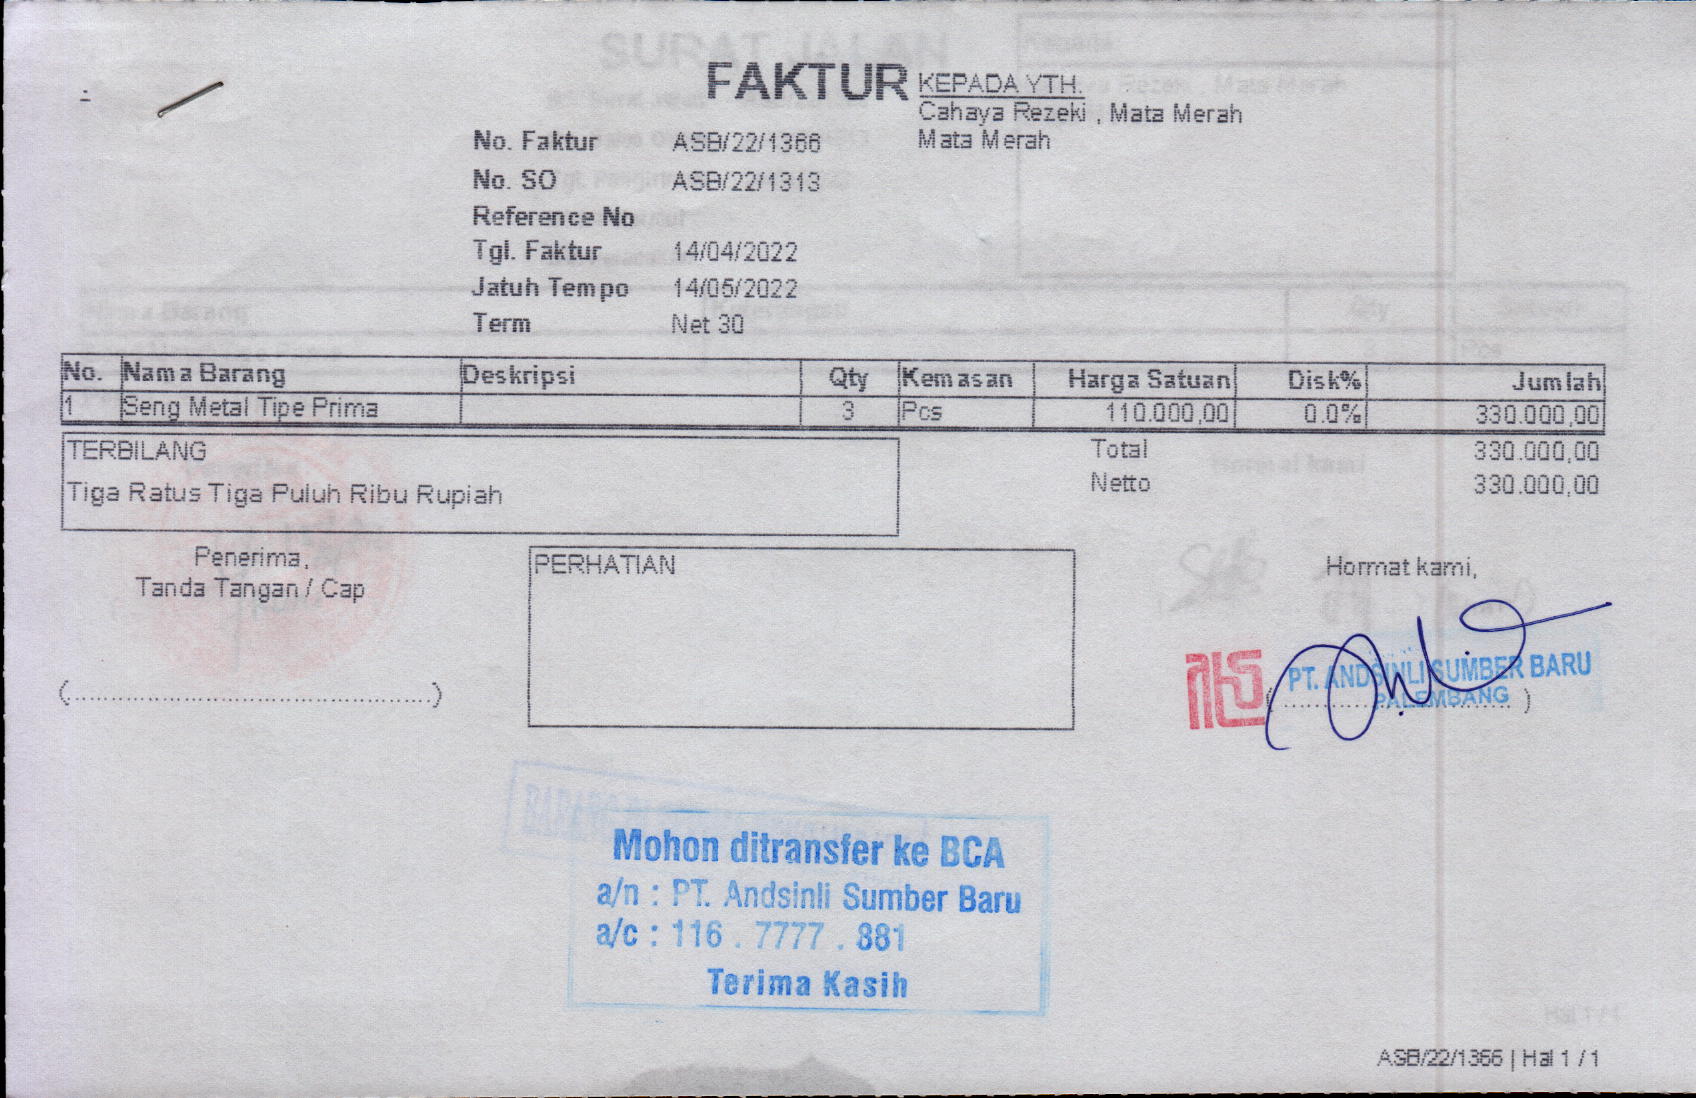 FAKTUR
KEPADA YTH.
Cahaya Rezeki , Mata Merah
Mata Merah
No. Faktur ASB/22/1366
No. SO ASB/22/1313
Reference No
Tgl. Faktur 14/04/2022
Jatuh Tempo 14/05/2022
Term Net 30
No. Nama Barang Deskripsi Qty Kemasan Harga Satuan Disk% Jumlah
1 Seng Metal Tipe Prima 3 Pcs 110.000,00 0.0% 330.000,00
TERBILANG
Tiga Ratus Tiga Puluh Ribu Rupiah
Total 330.000,00
Netto 330.000,00
Penerima,
Tanda Tangan / Cap
(..................................................)
PERHATIAN
Hormat kami,
PT. ANDSINLI SUMBER BARU
PALEMBANG
Mohon ditransfer ke BCA
a/n : PT. Andsinli Sumber Baru
a/c : 116 . 7777 . 881
Terima Kasih
ASB/22/1366 | Hal 1 / 1